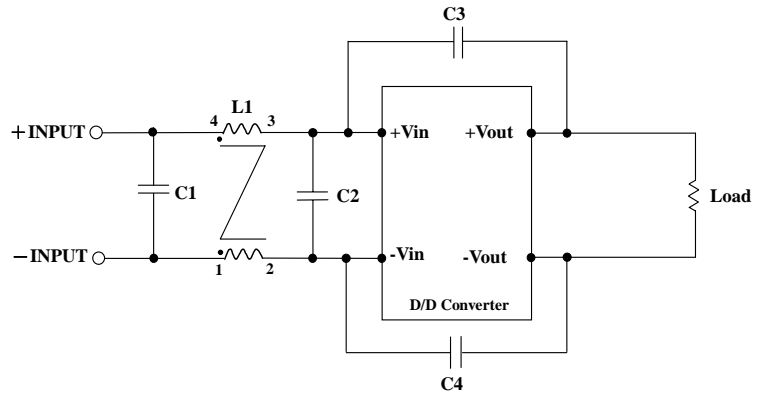 C3
L1
4 3
+INPUT
+Vin +Vout
C1
C2
Load
−INPUT
-Vin -Vout
1 2
D/D Converter
C4